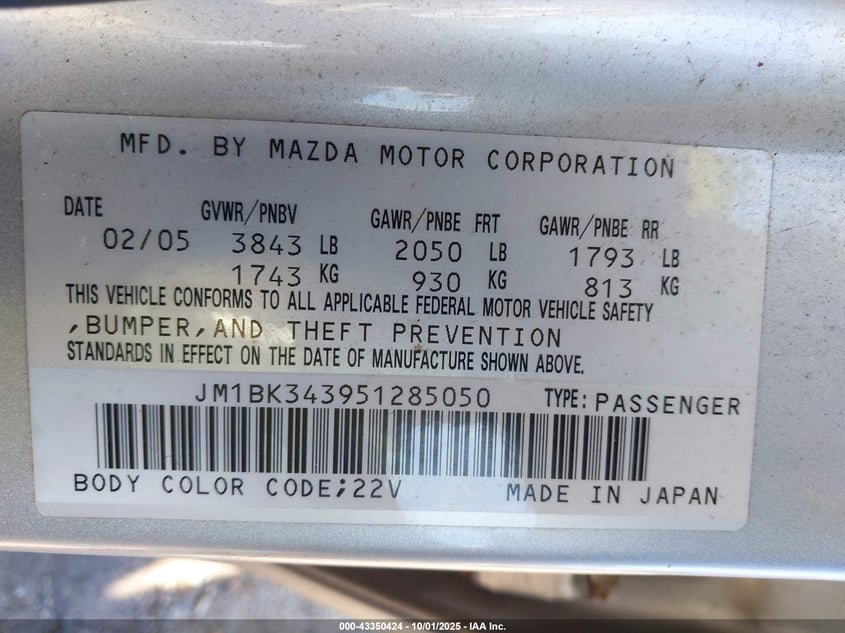 MFD. BY MAZDA MOTOR CORPORATION
DATE GVWR/PNBV GAWR/PNBE FRT GAWR/PNBE RR
02/05 3843 LB 2050 LB 1793 LB
1743 KG 930 KG 813 KG
THIS VEHICLE CONFORMS TO ALL APPLICABLE FEDERAL MOTOR VEHICLE SAFETY
,BUMPER,AND THEFT PREVENTION
STANDARDS IN EFFECT ON THE DATE OF MANUFACTURE SHOWN ABOVE.
JM1BK343951285050 TYPE: PASSENGER
BODY COLOR CODE;22V MADE IN JAPAN
000-43350424 - 10/01/2025 - IAA Inc.